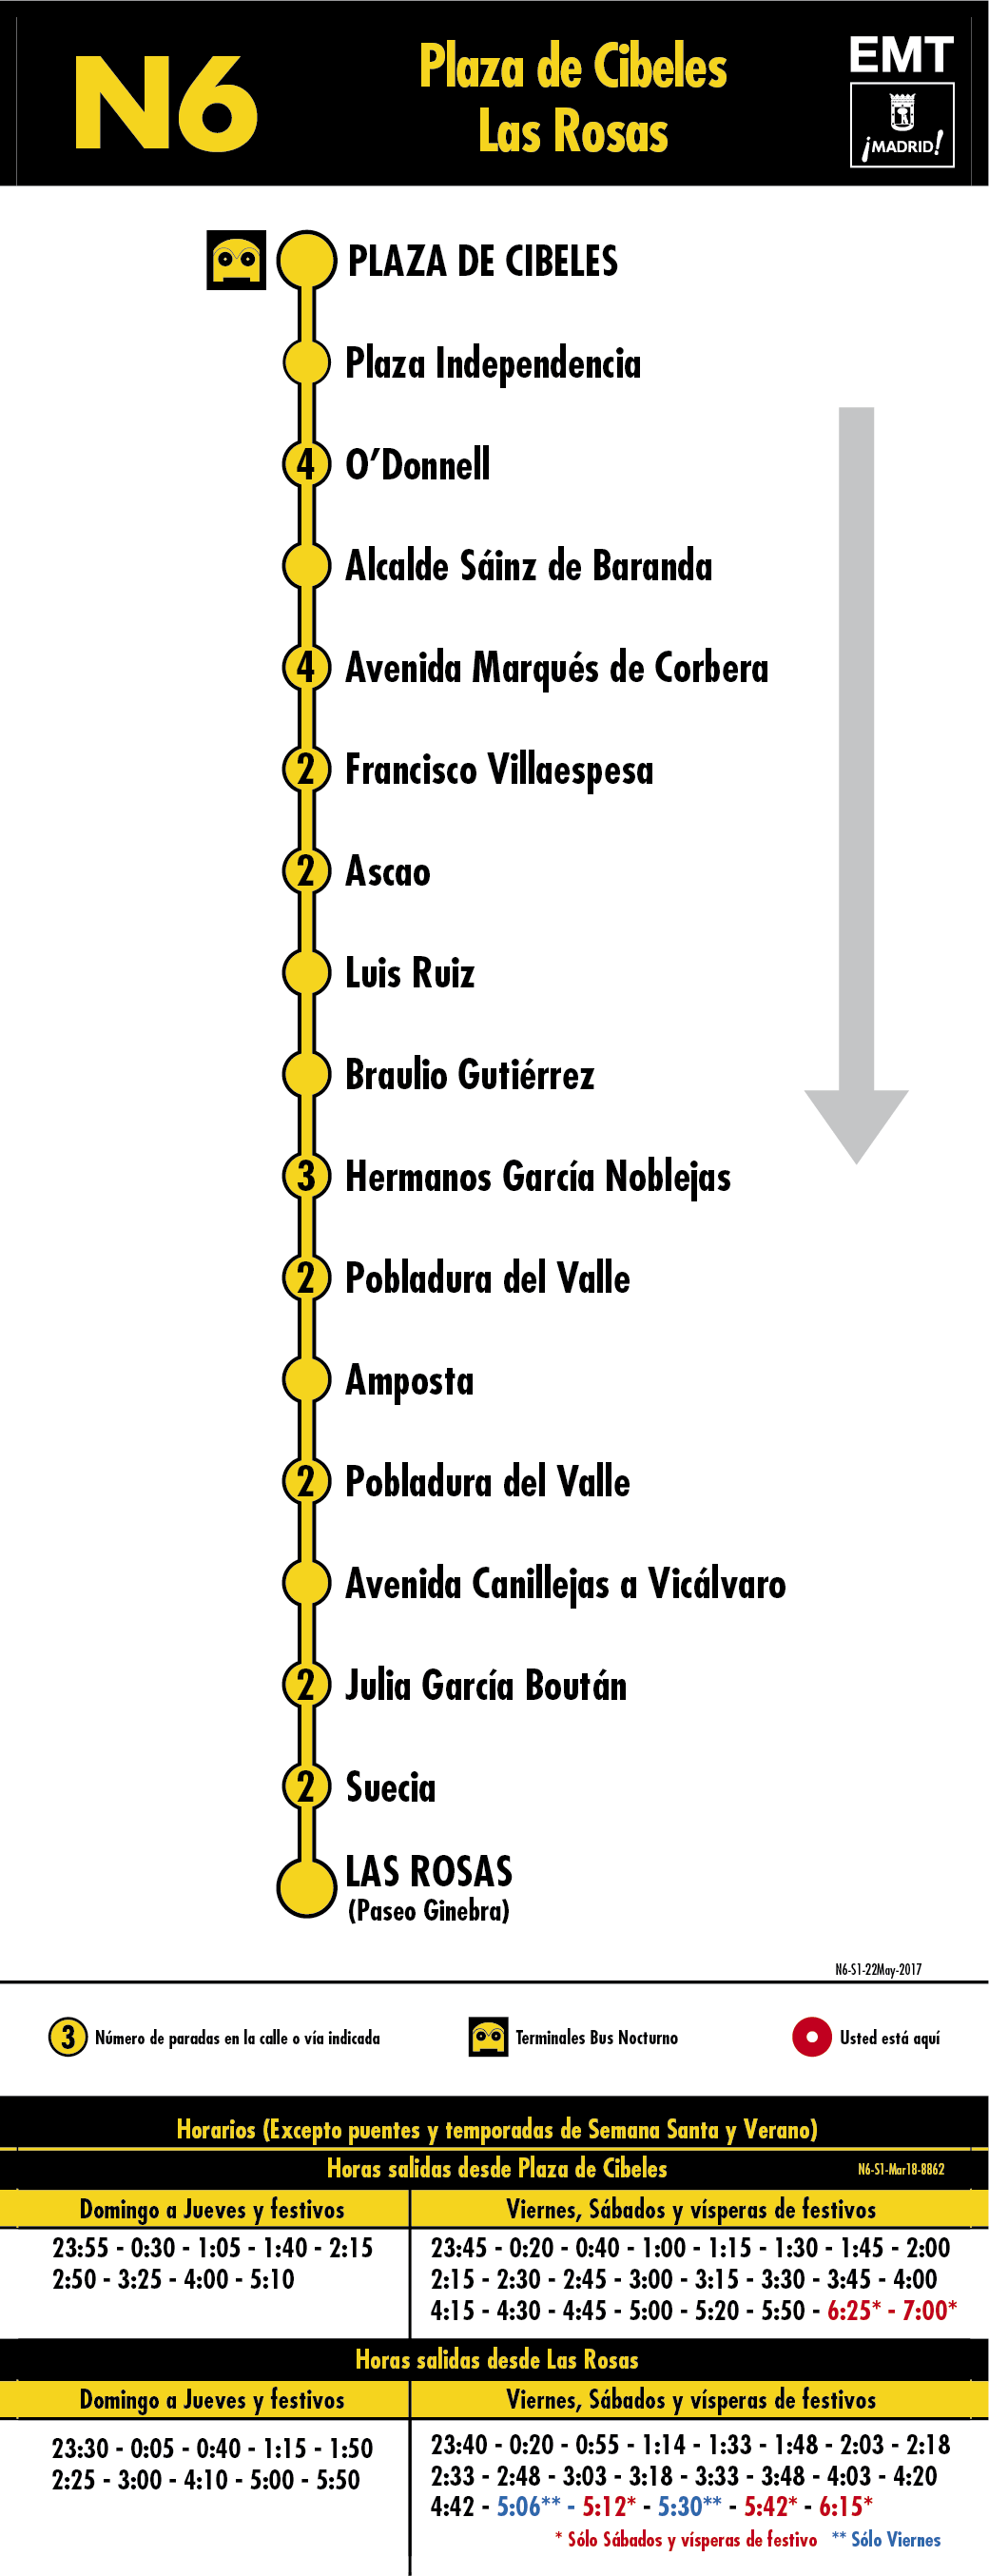 N6
Plaza de Cibeles
Las Rosas
EMT
¡MADRID!
PLAZA DE CIBELES
Plaza Independencia
4 O'Donnell
Alcalde Sáinz de Baranda
4 Avenida Marqués de Corbera
2 Francisco Villaespesa
2 Ascao
Luis Ruiz
Braulio Gutiérrez
3 Hermanos García Noblejas
2 Pobladura del Valle
Amposta
2 Pobladura del Valle
Avenida Canillejas a Vicálvaro
2 Julia García Boután
2 Suecia
LAS ROSAS
(Paseo Ginebra)
N6-S1-22May-2017
3 Número de paradas en la calle o vía indicada
Terminales Bus Nocturno
Usted está aquí
Horarios (Excepto puentes y temporadas de Semana Santa y Verano)
Horas salidas desde Plaza de Cibeles
N6-S1-Mar18-8862
Domingo a Jueves y festivos
23:55 - 0:30 - 1:05 - 1:40 - 2:15
2:50 - 3:25 - 4:00 - 5:10
Viernes, Sábados y vísperas de festivos
23:45 - 0:20 - 0:40 - 1:00 - 1:15 - 1:30 - 1:45 - 2:00
2:15 - 2:30 - 2:45 - 3:00 - 3:15 - 3:30 - 3:45 - 4:00
4:15 - 4:30 - 4:45 - 5:00 - 5:20 - 5:50 - 6:25* - 7:00*
Horas salidas desde Las Rosas
Domingo a Jueves y festivos
23:30 - 0:05 - 0:40 - 1:15 - 1:50
2:25 - 3:00 - 4:10 - 5:00 - 5:50
Viernes, Sábados y vísperas de festivos
23:40 - 0:20 - 0:55 - 1:14 - 1:33 - 1:48 - 2:03 - 2:18
2:33 - 2:48 - 3:03 - 3:18 - 3:33 - 3:48 - 4:03 - 4:20
4:42 - 5:06** - 5:12* - 5:30** - 5:42* - 6:15*
* Sólo Sábados y vísperas de festivo ** Sólo Viernes